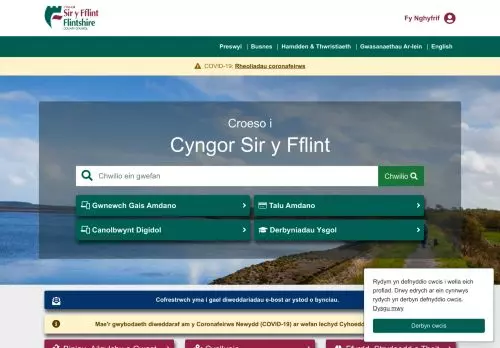 CYNGOR
Sir y Fflint
Flintshire
COUNTY COUNCIL
Fy Nghyfrif
Preswyl | Busnes | Hamdden & Thwristiaeth | Gwasanaethau Ar-lein | English
COVID-19: Rheoliadau coronafeirws
Croeso i
Cyngor Sir y Fflint
Chwilio ein gwefan
Chwilio
Gwnewch Gais Amdano
Talu Amdano
Canolbwynt Digidol
Derbyniadau Ysgol
Rydym yn defnyddio cwcis i wella eich
profiad. Drwy edrych ar ein cynnwys
rydych yn derbyn defnyddio cwcis.
Dysgu mwy
Derbyn cwcis
Cofrestrwch yma i gael diweddariadau e-bost ar ystod o bynciau.
Mae'r gwybodaeth diweddaraf am y Coronafeirws Newydd (COVID-19) ar wefan Iechyd Cyhoedd